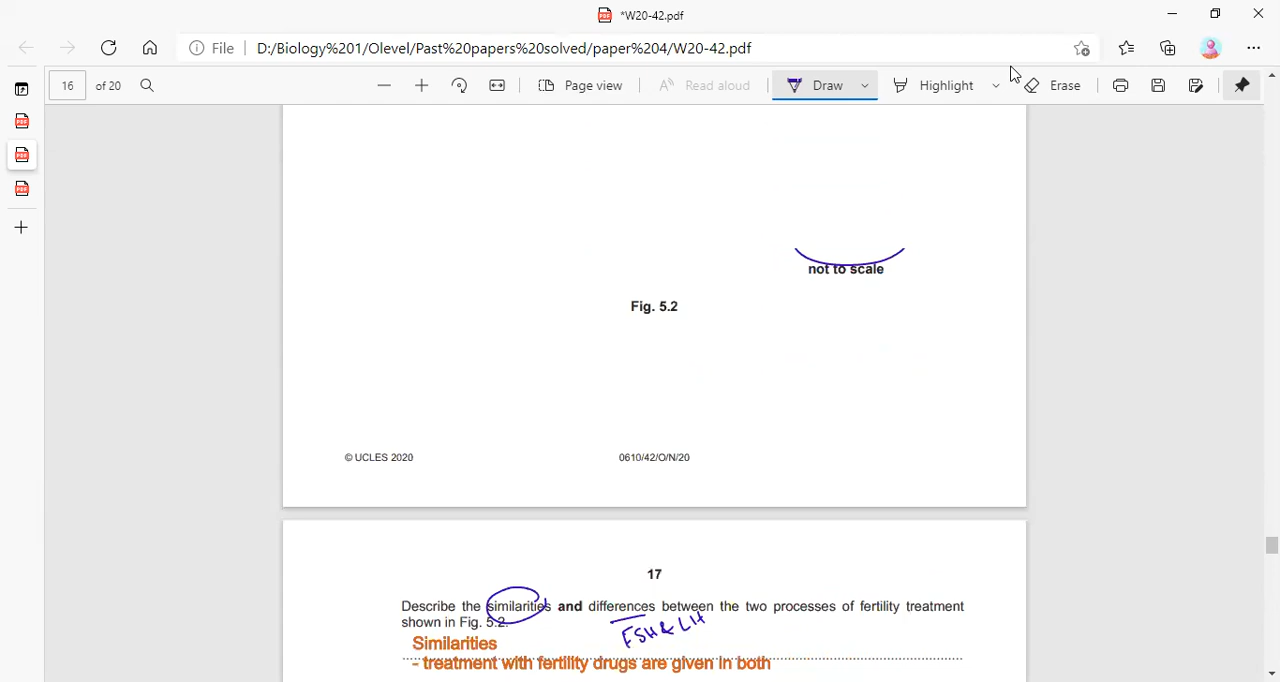 *W20-42.pdf
File D:/Biology%201/Olevel/Past%20papers%20solved/paper%204/W20-42.pdf
16 of 20 Page view Read aloud Draw Highlight Erase
not to scale
Fig. 5.2
© UCLES 2020 0610/42/O/N/20
17
Describe the similarities and differences between the two processes of fertility treatment
shown in Fig. 5.2.
FSH & LH
Similarities
- treatment with fertility drugs are given in both